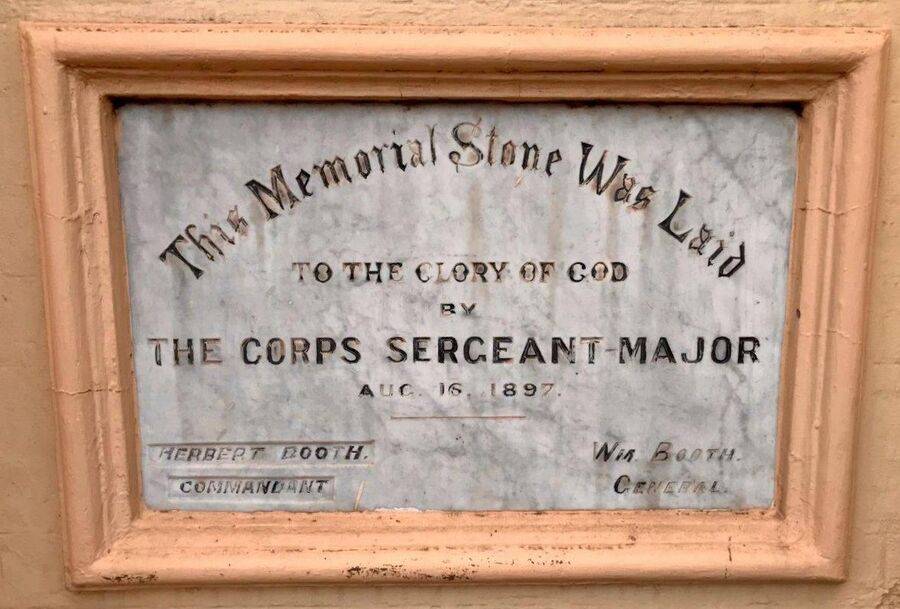 This Memorial Stone Was Laid
TO THE GLORY OF GOD
BY
THE CORPS SERGEANT-MAJOR
AUG. 16, 1897.
HERBERT BOOTH.
COMMANDANT
Wm. BOOTH.
GENERAL.